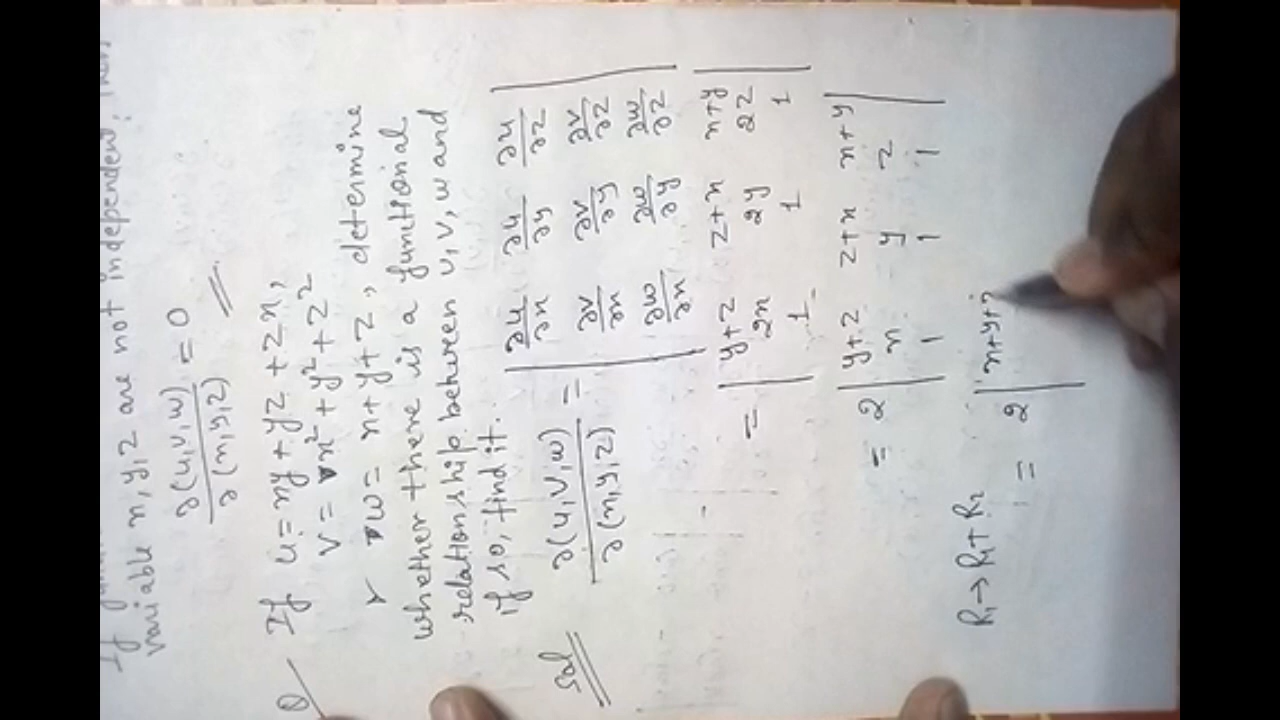 variable x, y, z are not independent, then
∂(u,v,w)/∂(x,y,z) = 0
Q If u = xy + yz + zx,
v = x² + y² + z²
r w = x + y + z, determine
whether there is a functional
relationship between u, v, w and
if so, find it.
Sol ∂(u,v,w)/∂(x,y,z) = | ∂u/∂x ∂u/∂y ∂u/∂z
∂v/∂x ∂v/∂y ∂v/∂z
∂w/∂x ∂w/∂y ∂w/∂z |
= | y+z z+x x+y
2x 2y 2z
1 1 1 |
= 2 | y+z z+x x+y
x y z
1 1 1 |
R₁ → R₁ + R₂
= 2 | x+y+z